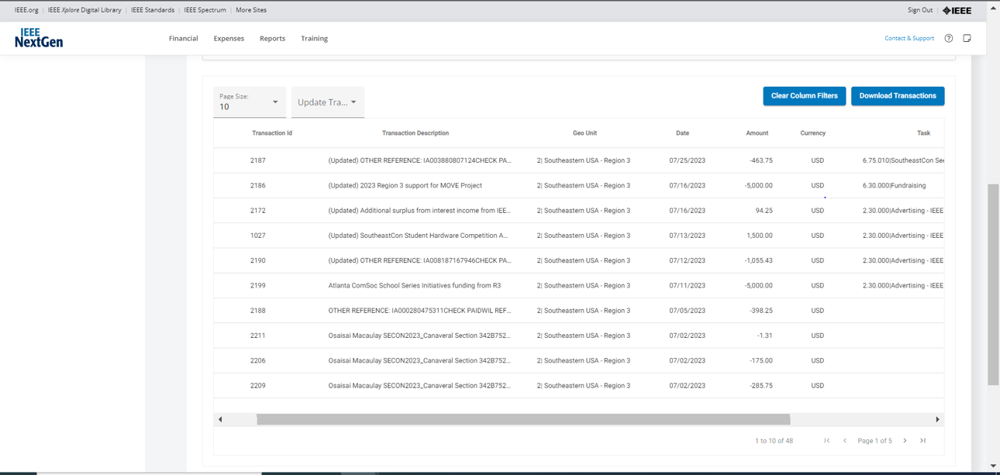 IEEE.org | IEEE Xplore Digital Library | IEEE Standards | IEEE Spectrum | More Sites Sign Out | IEEE
IEEE NextGen Financial Expenses Reports Training Contact & Support ?
Page Size: 10 Update Tra... Clear Column Filters Download Transactions
Transaction Id Transaction Description Geo Unit Date Amount Currency Task
2187 (Updated) OTHER REFERENCE: IA003880807124CHECK PA... 2| Southeastern USA - Region 3 07/25/2023 -463.75 USD 6.75.010|SoutheastCon See
2186 (Updated) 2023 Region 3 support for MOVE Project 2| Southeastern USA - Region 3 07/16/2023 -5,000.00 USD 6.30.000|Fundraising
2172 (Updated) Additional surplus from interest income from IEE... 2| Southeastern USA - Region 3 07/16/2023 94.25 USD 2.30.000|Advertising - IEEE
1027 (Updated) SoutheastCon Student Hardware Competition A... 2| Southeastern USA - Region 3 07/13/2023 1,500.00 USD 2.30.000|Advertising - IEEE
2190 (Updated) OTHER REFERENCE: IA008187167946CHECK PA... 2| Southeastern USA - Region 3 07/12/2023 -1,055.43 USD 2.30.000|Advertising - IEEE
2199 Atlanta ComSoc School Series Initiatives funding from R3 2| Southeastern USA - Region 3 07/11/2023 -5,000.00 USD 2.30.000|Advertising - IEEE
2188 OTHER REFERENCE: IA000280475311CHECK PAIDWIL REF... 2| Southeastern USA - Region 3 07/05/2023 -398.25 USD
2211 Osaisai Macaulay SECON2023_Canaveral Section 342B752... 2| Southeastern USA - Region 3 07/02/2023 -1.31 USD
2206 Osaisai Macaulay SECON2023_Canaveral Section 342B752... 2| Southeastern USA - Region 3 07/02/2023 -175.00 USD
2209 Osaisai Macaulay SECON2023_Canaveral Section 342B752... 2| Southeastern USA - Region 3 07/02/2023 -285.75 USD
1 to 10 of 48 Page 1 of 5